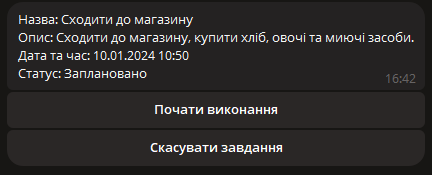 Назва: Сходити до магазину
Опис: Сходити до магазину, купити хліб, овочі та миючі засоби.
Дата та час: 10.01.2024 10:50
Статус: Заплановано
16:42
Почати виконання
Скасувати завдання